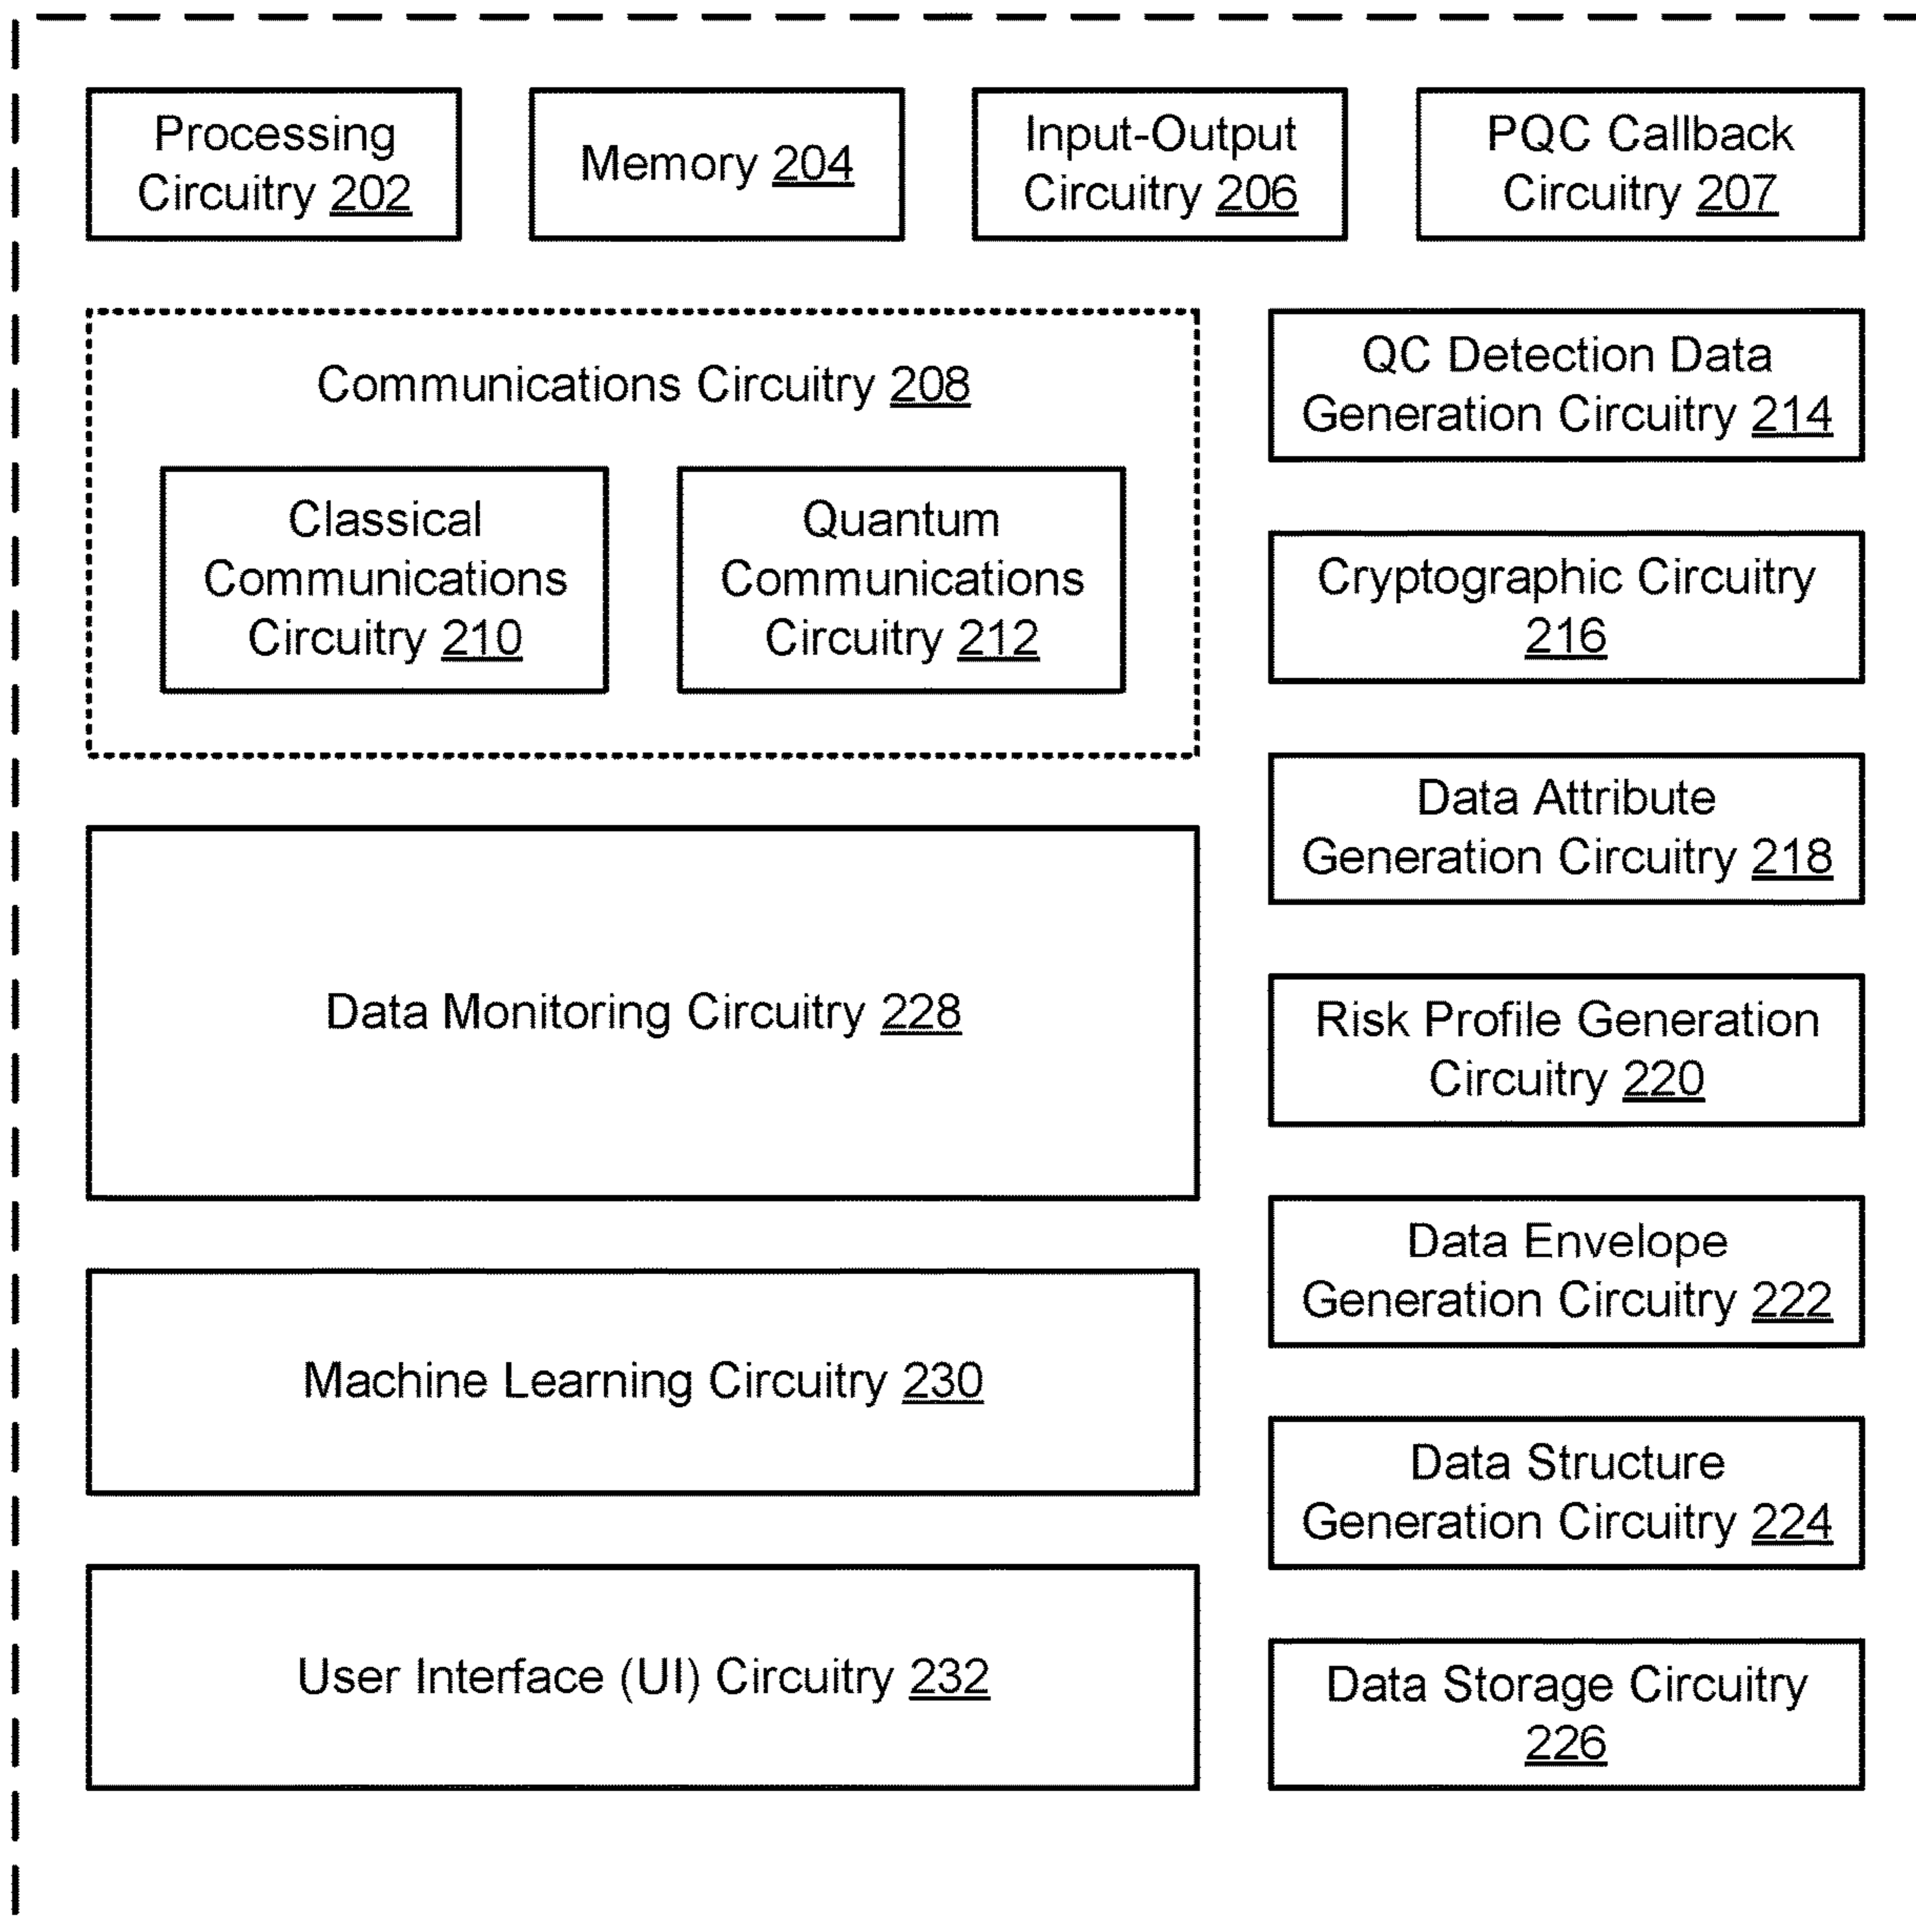 Processing
Circuitry 202
Memory 204
Input-Output
Circuitry 206
PQC Callback
Circuitry 207
Communications Circuitry 208
Classical
Communications
Circuitry 210
Quantum
Communications
Circuitry 212
Data Monitoring Circuitry 228
Machine Learning Circuitry 230
User Interface (UI) Circuitry 232
QC Detection Data
Generation Circuitry 214
Cryptographic Circuitry
216
Data Attribute
Generation Circuitry 218
Risk Profile Generation
Circuitry 220
Data Envelope
Generation Circuitry 222
Data Structure
Generation Circuitry 224
Data Storage Circuitry
226